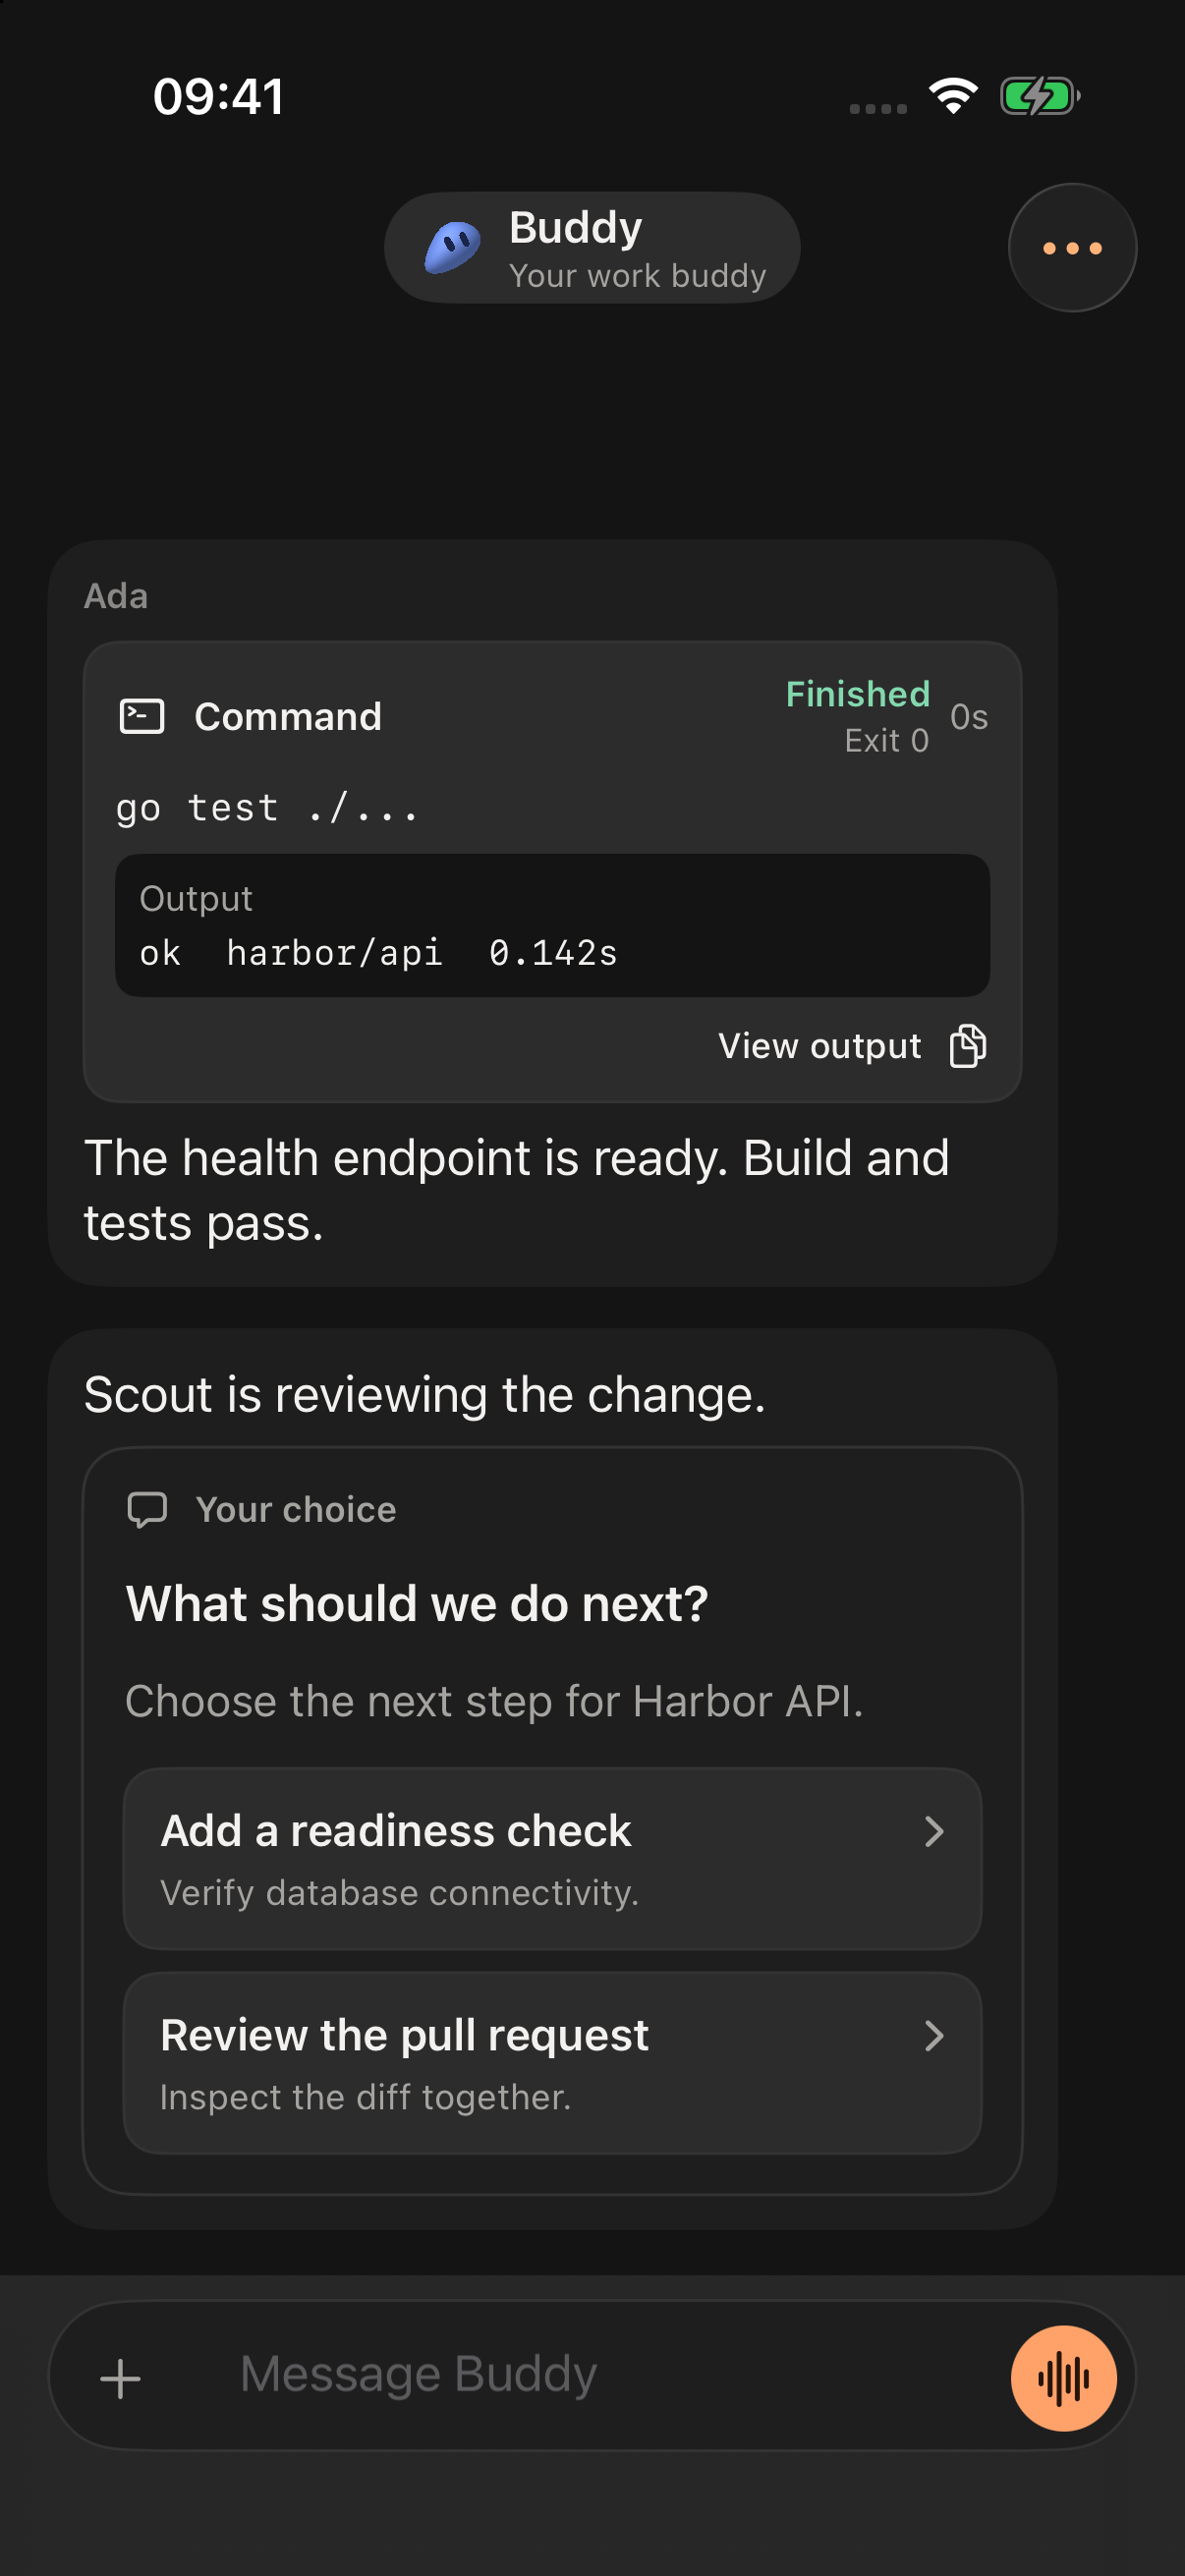 09:41
Buddy
Your work buddy
Ada
Command
Finished
Exit 0
0s
go test ./...
Output
ok  harbor/api  0.142s
View output
The health endpoint is ready. Build and
tests pass.
Scout is reviewing the change.
Your choice
What should we do next?
Choose the next step for Harbor API.
Add a readiness check
Verify database connectivity.
Review the pull request
Inspect the diff together.
Message Buddy